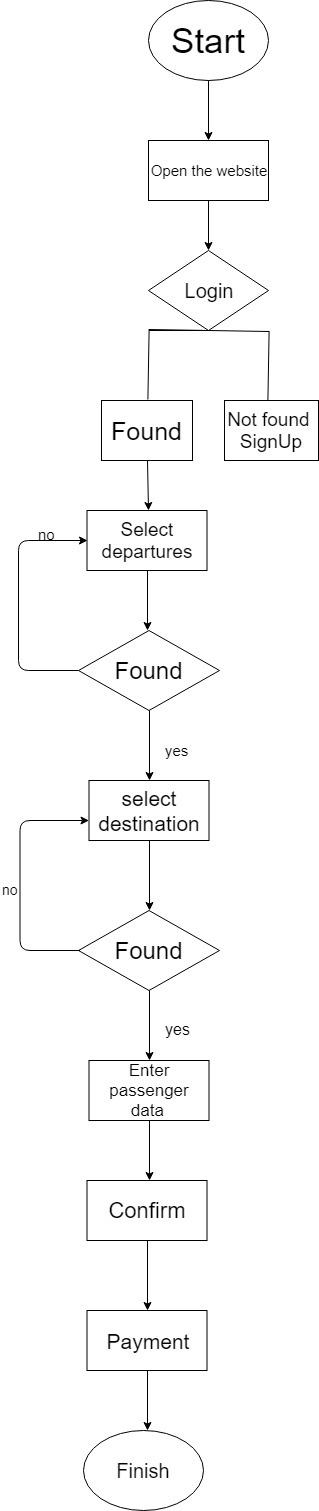 Start
Open the website
Login
Found
Not found
SignUp
no
Select
departures
Found
yes
select
destination
no
Found
yes
Enter
passenger
data
Confirm
Payment
Finish